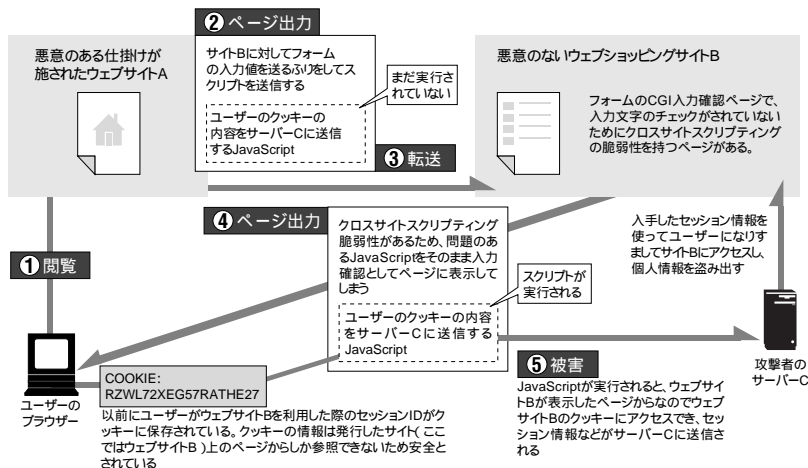 ② ページ出力
悪意のある仕掛けが
施されたウェブサイトA
サイトBに対してフォーム
の入力値を送るふりをしてス
クリプトを送信する
まだ実行さ
れていない
ユーザーのクッキーの
内容をサーバーCに送信
するJavaScript
③ 転送
悪意のないウェブショッピングサイトB
フォームのCGI入力確認ページで、
入力文字のチェックがされていない
ためにクロスサイトスクリプティング
の脆弱性を持つページがある。
① 閲覧
④ ページ出力
クロスサイトスクリプティング
脆弱性があるため、問題のあ
るJavaScriptをそのまま入力
確認としてページに表示して
しまう
スクリプトが
実行される
ユーザーのクッキーの内容
をサーバーCに送信する
JavaScript
入手したセッション情報を
使ってユーザーになりす
ましてサイトBにアクセスし、
個人情報を盗み出す
ユーザーの
ブラウザー
COOKIE:
RZWL72XEG57RATHE27
以前にユーザーがウェブサイトBを利用した際のセッションIDがク
ッキーに保存されている。クッキーの情報は発行したサイト( ここ
ではウェブサイトB )上のページからしか参照できないため安全と
されている
⑤ 被害
JavaScriptが実行されると、ウェブサイ
トBが表示したページからなのでウェブ
サイトBのクッキーにアクセスでき、セッ
ション情報などがサーバーCに送信さ
れる
攻撃者の
サーバーC